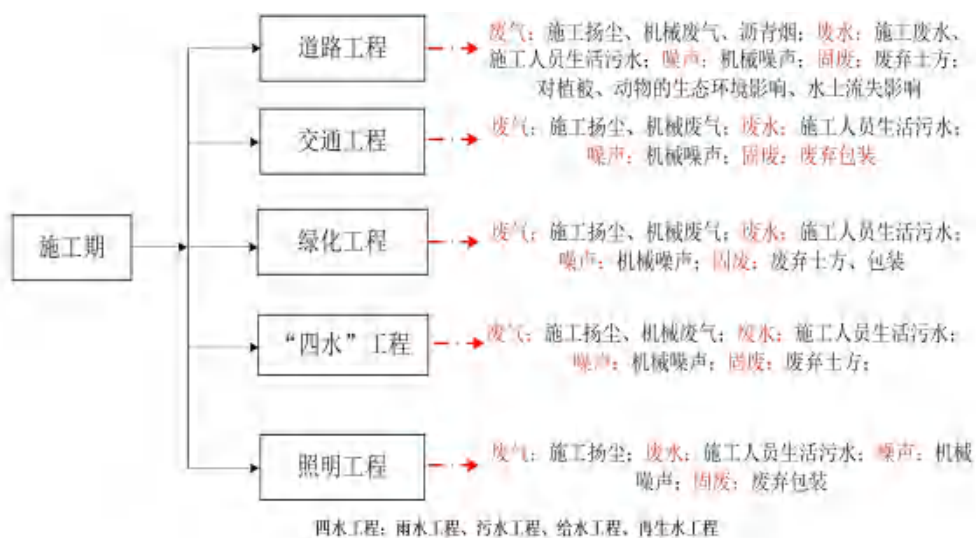 道路工程
废气：施工扬尘、机械废气、沥青烟；废水：施工废水、
施工人员生活污水；噪声：机械噪声；固废：废弃土方；
对植被、动物的生态环境影响、水土流失影响
交通工程
废气：施工扬尘、机械废气；废水：施工人员生活污水；
噪声：机械噪声；固废：废弃包装
施工期
绿化工程
废气：施工扬尘、机械废气；废水：施工人员生活污水；
噪声：机械噪声；固废：废弃土方、包装
“四水”工程
废气：施工扬尘、机械废气；废水：施工人员生活污水；
噪声：机械噪声；固废：废弃土方；
照明工程
废气：施工扬尘；废水：施工人员生活污水；噪声：机械
噪声；固废：废弃包装
四水工程：雨水工程、污水工程、给水工程、再生水工程